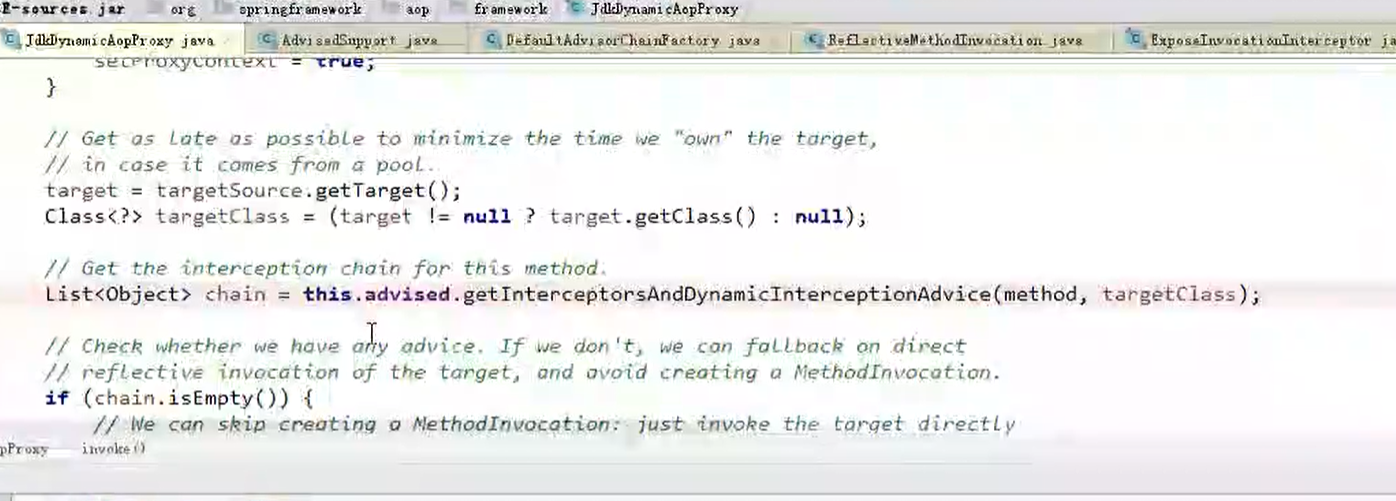 E-sources.jar org springframework aop framework JdkDynamicAopProxy
JdkDynamicAopProxy java AdvisedSupport java DefaultAdvisorChainFactory java ReflectiveMethodInvocation java ExposeInvocationInterceptor ja
setProxyContext = true;
}
// Get as late as possible to minimize the time we "own" the target,
// in case it comes from a pool.
target = targetSource.getTarget();
Class<?> targetClass = (target != null ? target.getClass() : null);
// Get the interception chain for this method.
List<Object> chain = this.advised.getInterceptorsAndDynamicInterceptionAdvice(method, targetClass);
// Check whether we have any advice. If we don't, we can fallback on direct
// reflective invocation of the target, and avoid creating a MethodInvocation.
if (chain.isEmpty()) {
// We can skip creating a MethodInvocation: just invoke the target directly
pProxy invoke()